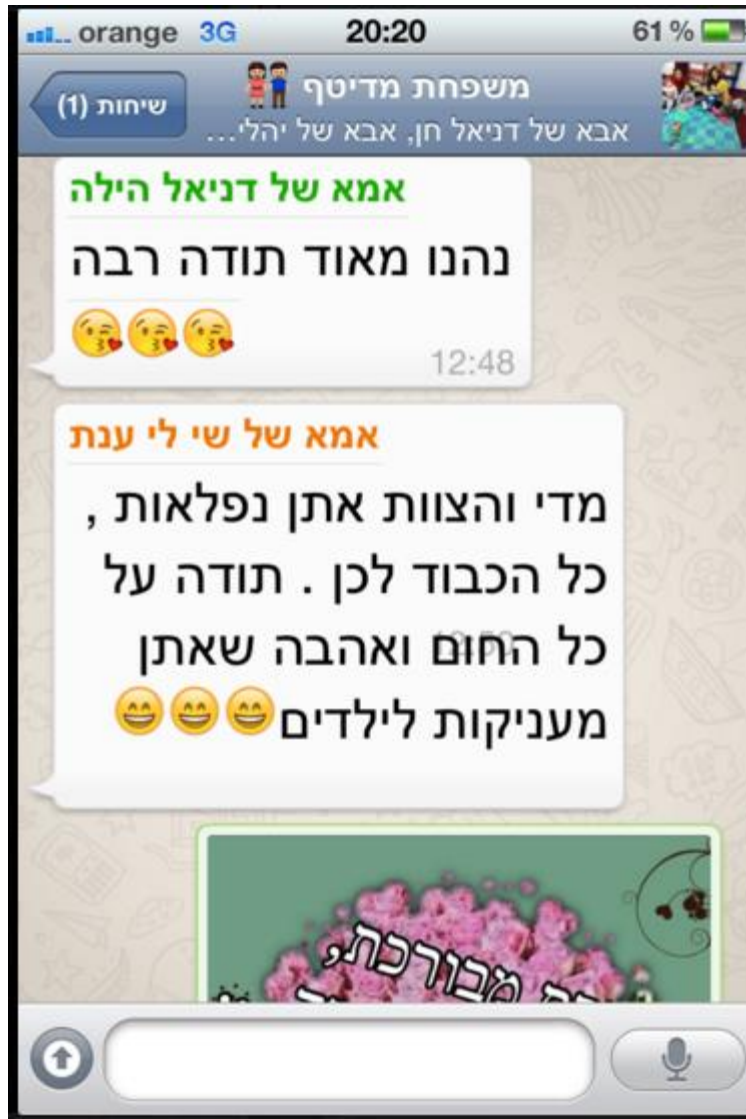 orange 3G 20:20 61 %
משפחת מדיטף
שיחות (1)
אבא של דניאל חן, אבא של יהלי...
אמא של דניאל הילה
נהנו מאוד תודה רבה
12:48
אמא של שי לי ענת
מדי והצוות אתן נפלאות ,
כל הכבוד לכן . תודה על
כל החום ואהבה שאתן
מעניקות לילדים
12:50
מבורכת,